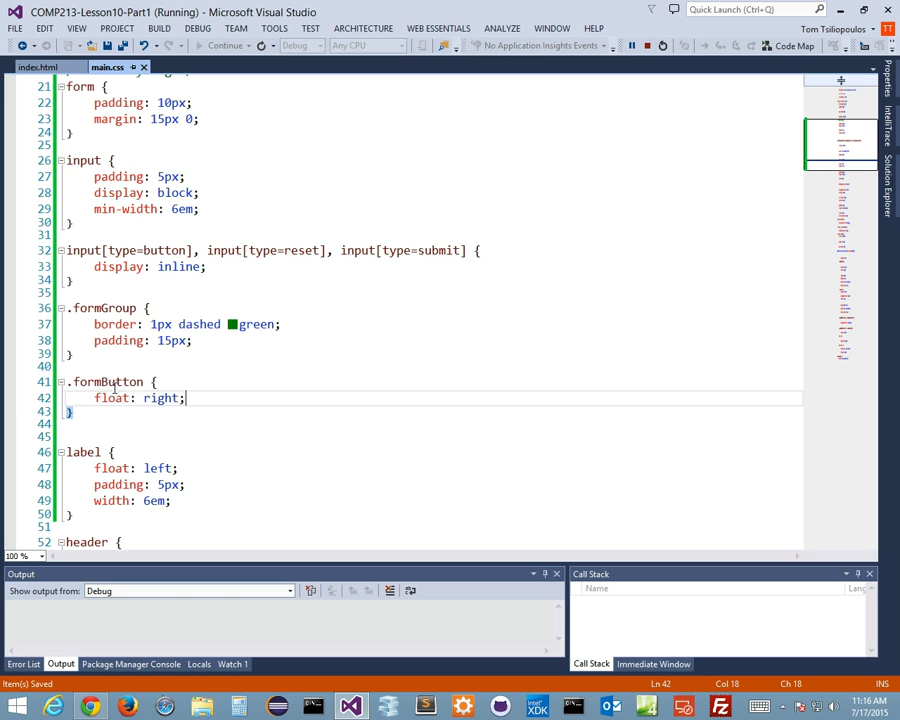 COMP213-Lesson10-Part1 (Running) - Microsoft Visual Studio
Quick Launch (Ctrl+Q)
FILE EDIT VIEW PROJECT BUILD DEBUG TEAM TOOLS TEST ARCHITECTURE WEB ESSENTIALS ANALYZE WINDOW HELP
Tom Tsiliopoulos TT
Continue Debug Any CPU No Application Insights Events Code Map
index.html main.css
21 form {
22 padding: 10px;
23 margin: 15px 0;
24 }
25
26 input {
27 padding: 5px;
28 display: block;
29 min-width: 6em;
30 }
31
32 input[type=button], input[type=reset], input[type=submit] {
33 display: inline;
34 }
35
36 .formGroup {
37 border: 1px dashed green;
38 padding: 15px;
39 }
40
41 .formButton {
42 float: right;
43 }
44
45
46 label {
47 float: left;
48 padding: 5px;
49 width: 6em;
50 }
51
52 header {
Properties
IntelliTrace
Solution Explorer
100 %
Output
Show output from: Debug
Call Stack
Name Lang
Error List Output Package Manager Console Locals Watch 1
Call Stack Immediate Window
Item(s) Saved Ln 42 Col 18 Ch 18 INS
11:16 AM
7/17/2015